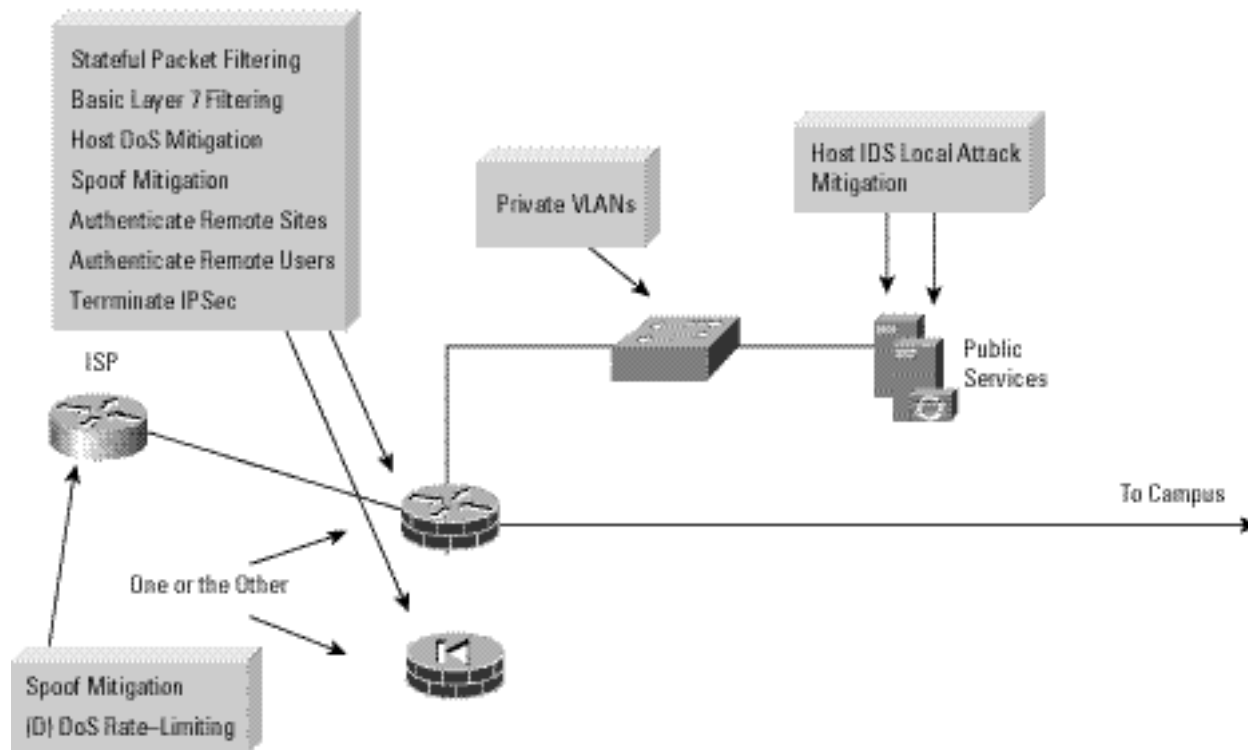 Stateful Packet Filtering
Basic Layer 7 Filtering
Host DoS Mitigation
Spoof Mitigation
Authenticate Remote Sites
Authenticate Remote Users
Terrminate IPSec
Private VLANs
Host IDS Local Attack
Mitigation
ISP
Public
Services
To Campus
One or the Other
Spoof Mitigation
(D) DoS Rate-Limiting